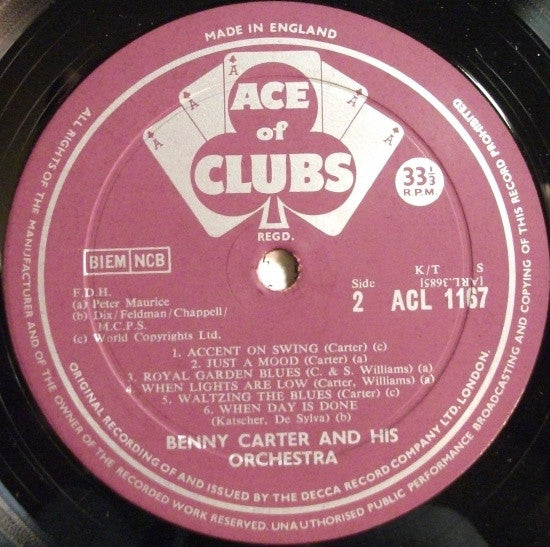 MADE IN ENGLAND
ACE
of
CLUBS
A
A
A
A
A
REGD.
33 1/3
R.P.M.
BIEM NCB
S
K/T
[ARL.3685]
F.D.H.
Side
(a) Peter Maurice
2 ACL 1167
(b) Dix/Feldman/Chappell/
M.C.P.S.
(c) World Copyrights Ltd.
1. ACCENT ON SWING (Carter) (c)
2. JUST A MOOD (Carter) (a)
3. ROYAL GARDEN BLUES (C. & S. Williams) (a)
4. WHEN LIGHTS ARE LOW (Carter, Williams) (a)
5. WALTZING THE BLUES (Carter) (c)
6. WHEN DAY IS DONE
(Katscher, De Sylva) (b)
BENNY CARTER AND HIS
ORCHESTRA
ALL RIGHTS OF THE MANUFACTURER AND OF THE OWNER OF THE RECORDED WORK RESERVED. UNAUTHORISED PUBLIC PERFORMANCE BROADCASTING AND COPYING OF THIS RECORD PROHIBITED
ORIGINAL RECORDING OF AND ISSUED BY THE DECCA RECORD COMPANY LTD. LONDON.